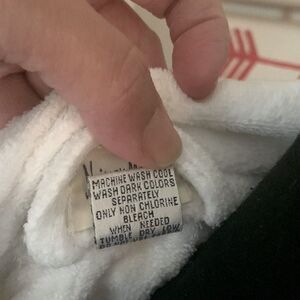 MACHINE WASH COOL
WASH DARK COLORS
SEPARATELY
ONLY NON CHLORINE
BLEACH
WHEN NEEDED
TUMBLE DRY LOW